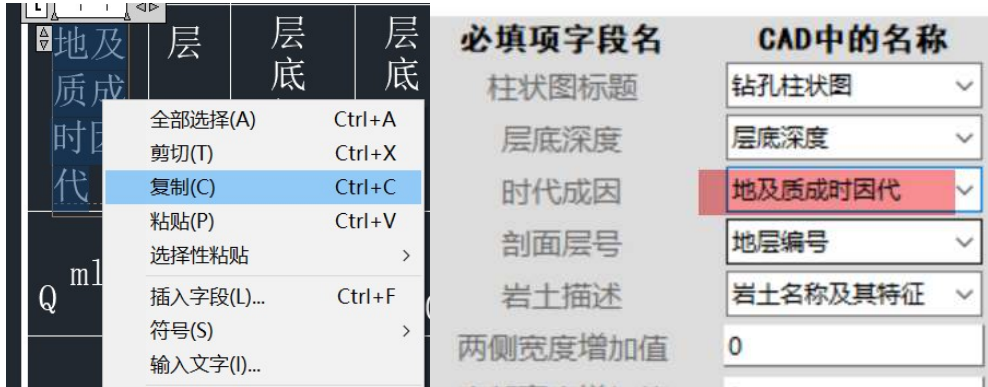 地及
质成
时因
代
层
层
底
层
底
Q ml
全部选择(A) Ctrl+A
剪切(T) Ctrl+X
复制(C) Ctrl+C
粘贴(P) Ctrl+V
选择性粘贴
插入字段(L)... Ctrl+F
符号(S)
输入文字(I)...
必填项字段名 CAD中的名称
柱状图标题 钻孔柱状图
层底深度 层底深度
时代成因 地及质成时因代
剖面层号 地层编号
岩土描述 岩土名称及其特征
两侧宽度增加值 0